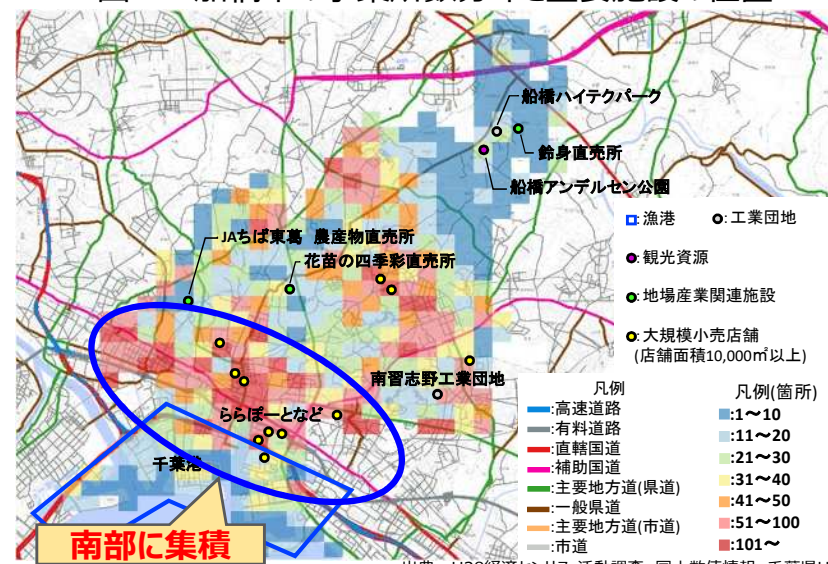 船橋ハイテクパーク
鈴身直売所
船橋アンデルセン公園
JAちば東葛 農産物直売所
花苗の四季彩直売所
南習志野工業団地
ららぽーとなど
千葉港
南部に集積
:漁港
:工業団地
:観光資源
:地場産業関連施設
:大規模小売店舗
(店舗面積10,000㎡以上)
凡例
:高速道路
:有料道路
:直轄国道
:補助国道
:主要地方道(県道)
:一般県道
:主要地方道(市道)
:市道
凡例(箇所)
:1～10
:11～20
:21～30
:31～40
:41～50
:51～100
:101～